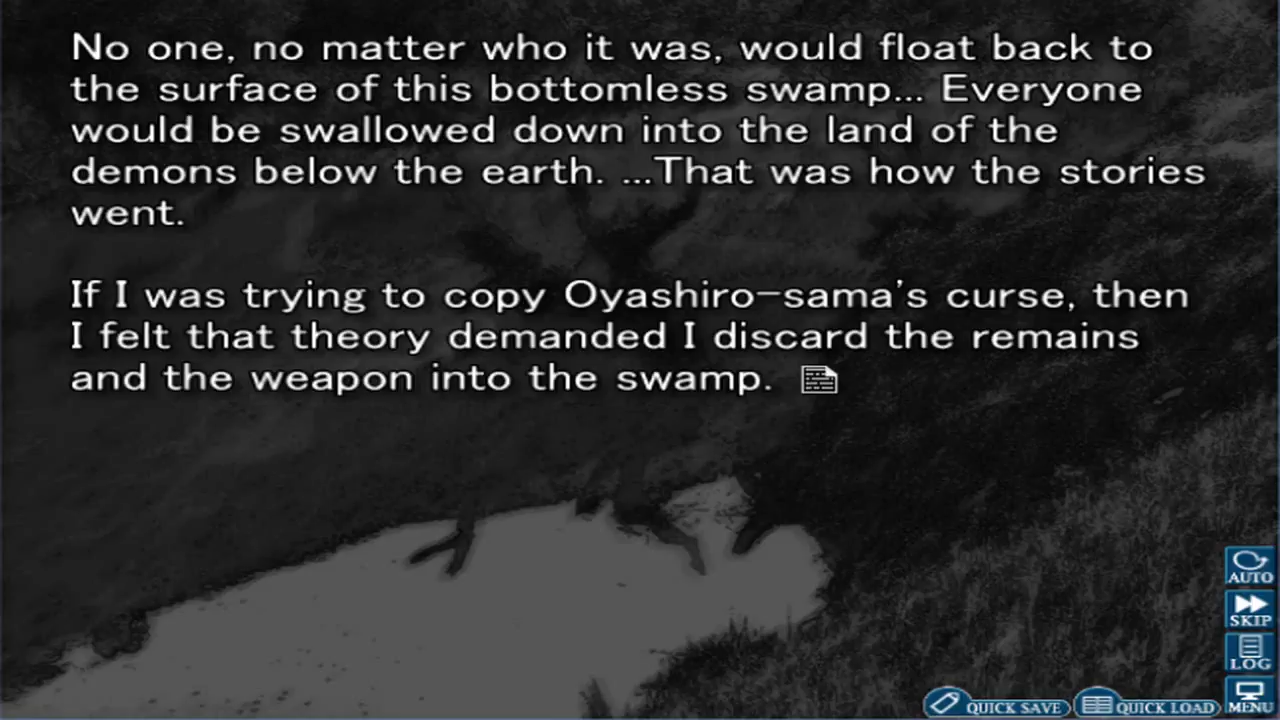 No one, no matter who it was, would float back to
the surface of this bottomless swamp... Everyone
would be swallowed down into the land of the
demons below the earth. ...That was how the stories
went.
If I was trying to copy Oyashiro-sama's curse, then
I felt that theory demanded I discard the remains
and the weapon into the swamp.
AUTO
SKIP
LOG
MENU
QUICK SAVE
QUICK LOAD